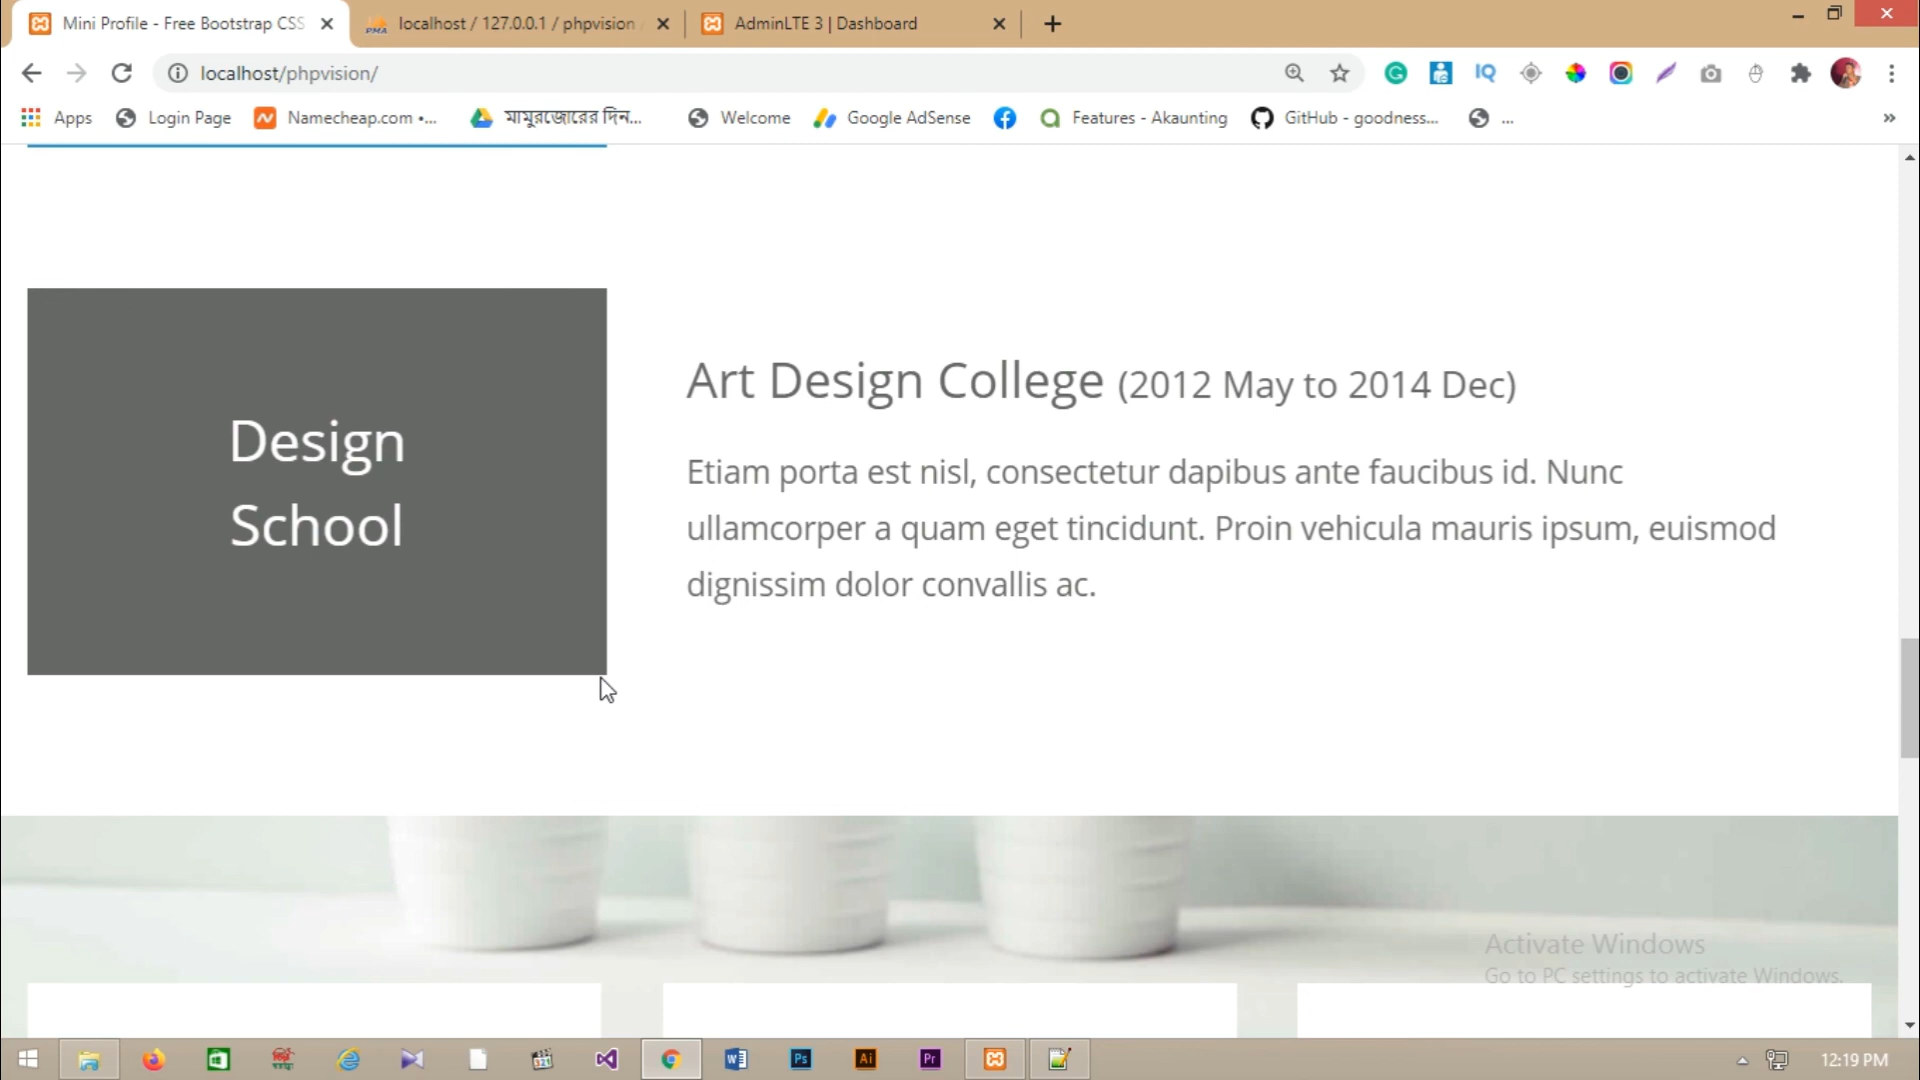 Mini Profile - Free Bootstrap CSS
localhost / 127.0.0.1 / phpvision
AdminLTE 3 | Dashboard
localhost/phpvision/
Apps
Login Page
Namecheap.com •...
মামুরজোরের দিন...
Welcome
Google AdSense
Features - Akaunting
GitHub - goodness...
...
Design
School
Art Design College (2012 May to 2014 Dec)
Etiam porta est nisl, consectetur dapibus ante faucibus id. Nunc
ullamcorper a quam eget tincidunt. Proin vehicula mauris ipsum, euismod
dignissim dolor convallis ac.
Activate Windows
Go to PC settings to activate Windows.
12:19 PM